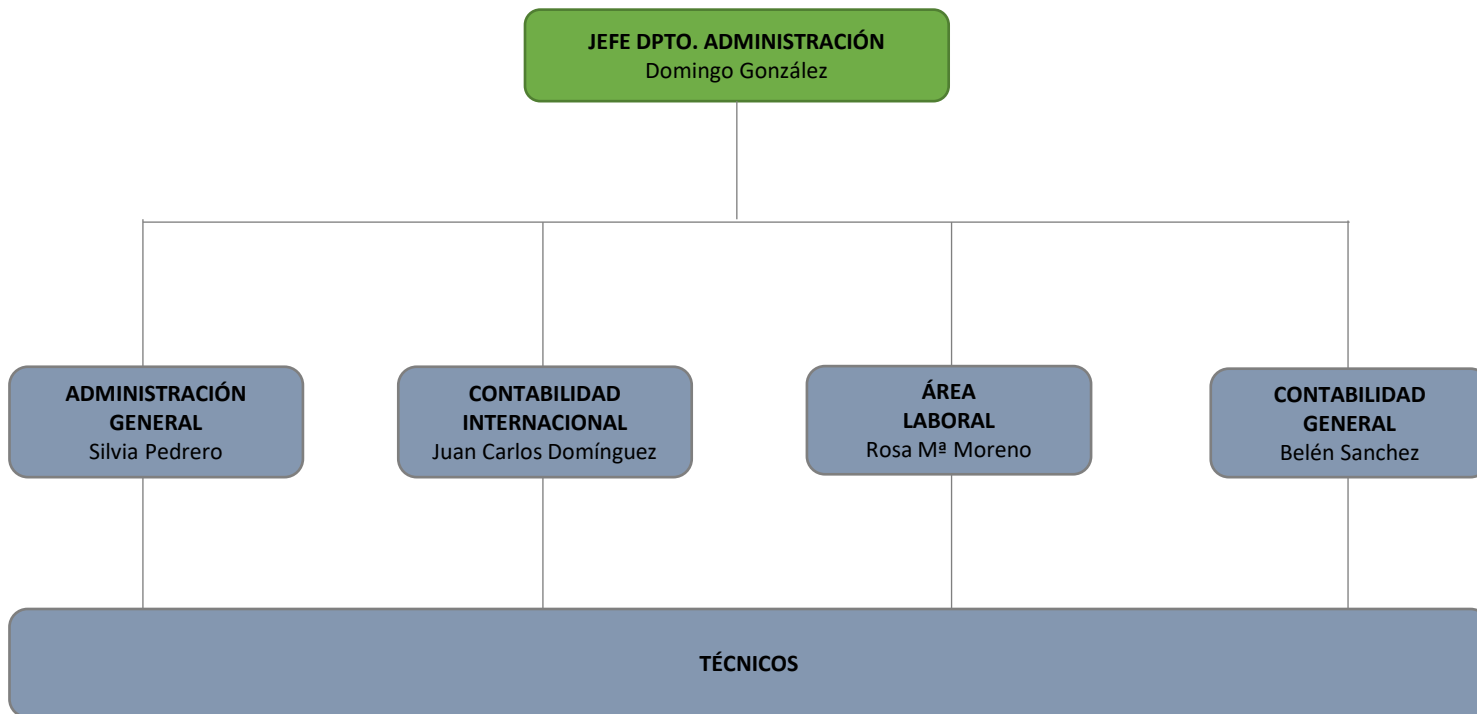 JEFE DPTO. ADMINISTRACIÓN
Domingo González
ADMINISTRACIÓN
GENERAL
Silvia Pedrero
CONTABILIDAD
INTERNACIONAL
Juan Carlos Domínguez
ÁREA
LABORAL
Rosa Mª Moreno
CONTABILIDAD
GENERAL
Belén Sanchez
TÉCNICOS